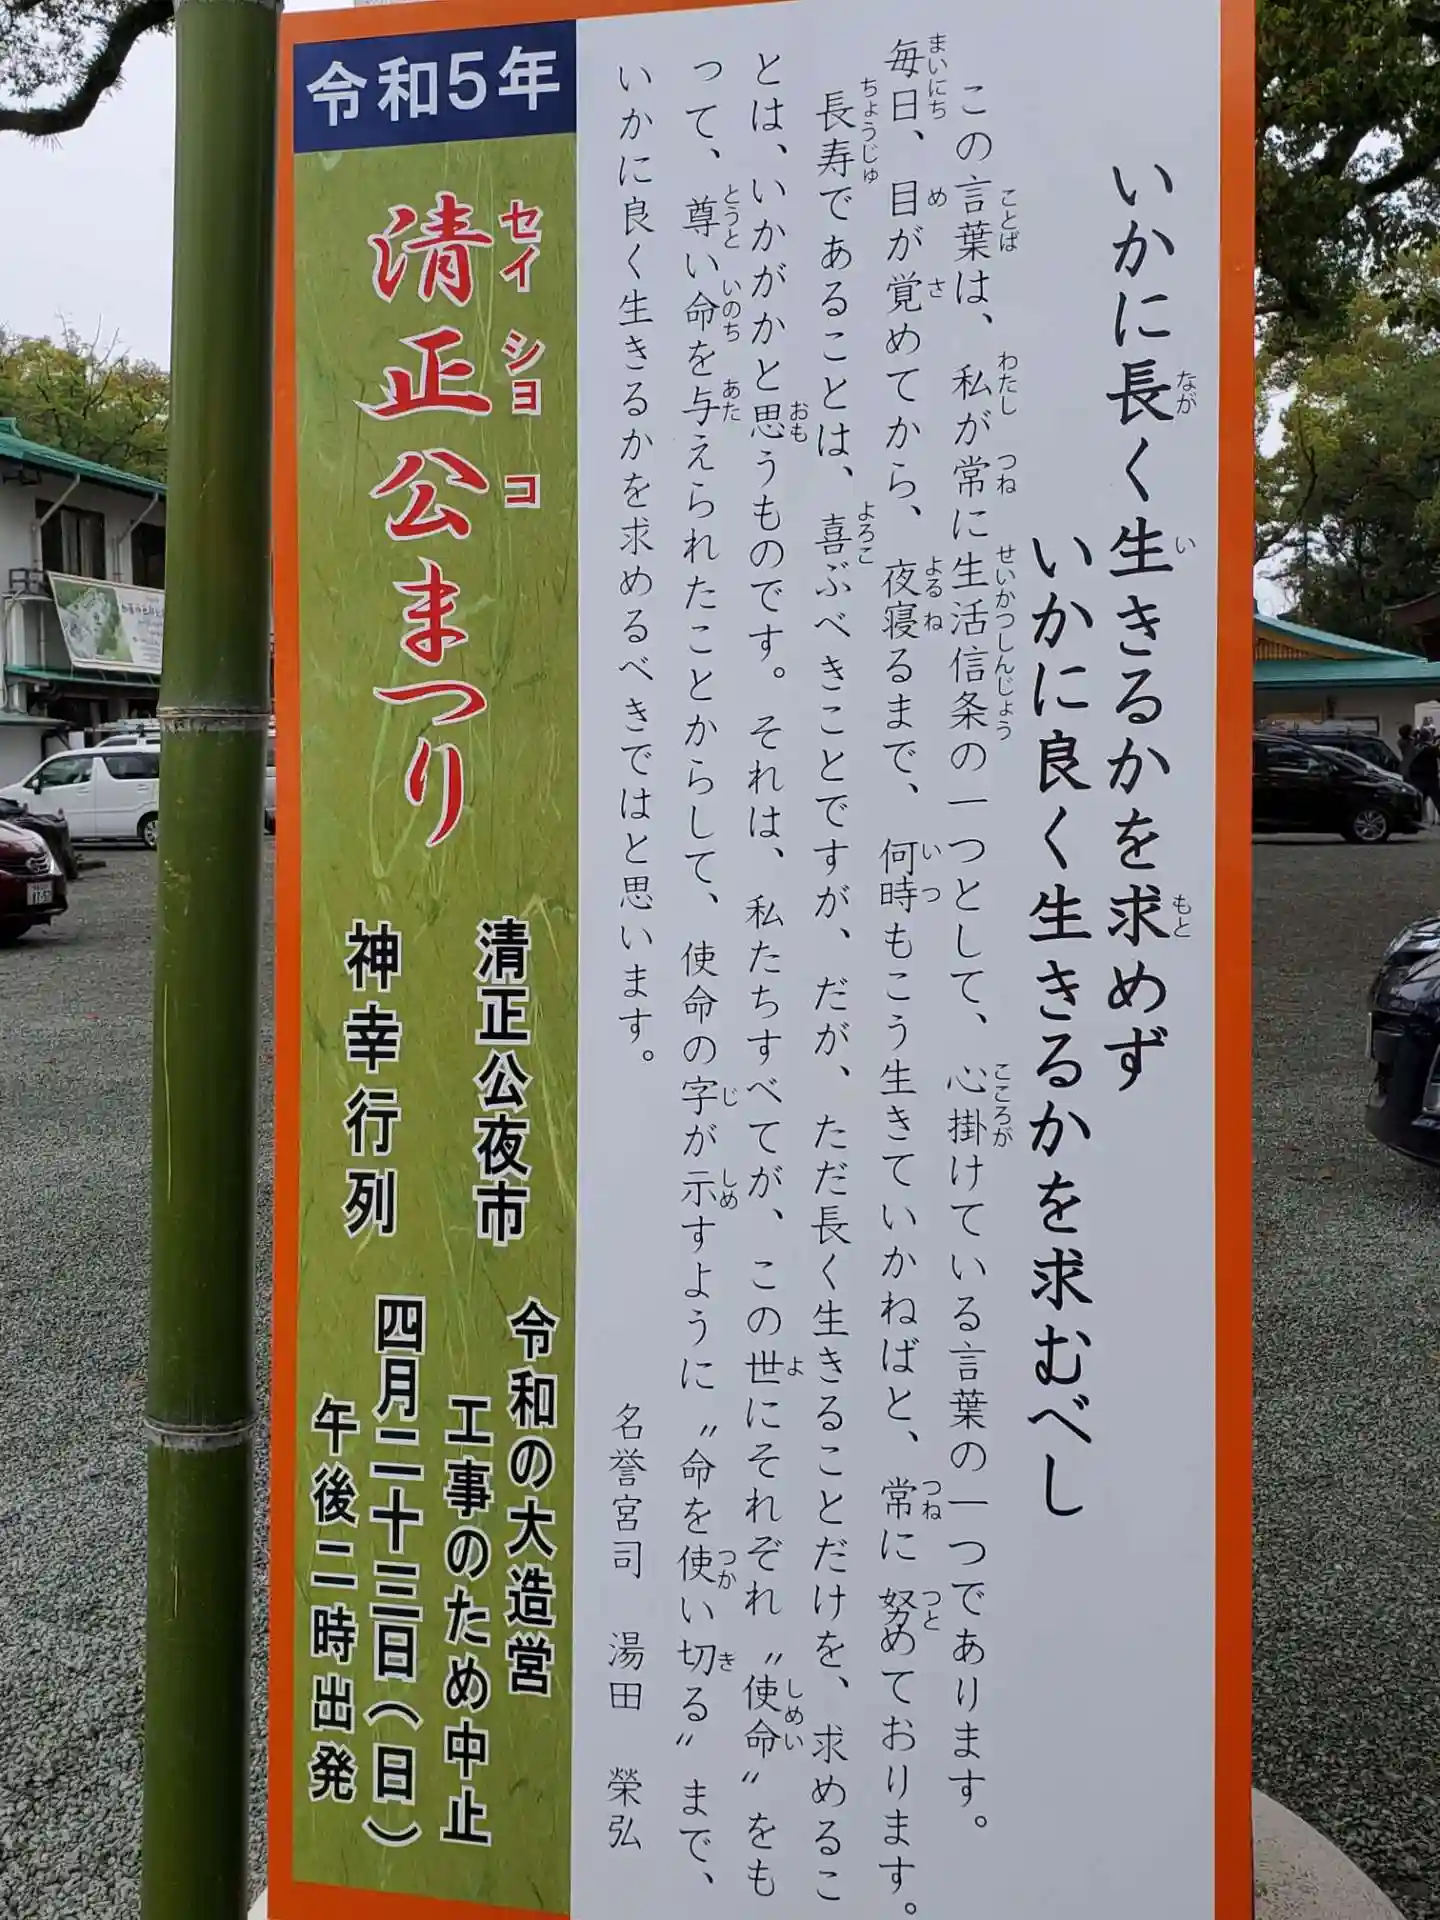 いかに長く生きるかを求めず
いかに良く生きるかを求むべし
この言葉は、私が常に生活信条の一つとして、心掛けている言葉の一つであります。
毎日、目が覚めてから、夜寝るまで、何時もこう生きていかねばと、常に努めております。
長寿であることは、喜ぶべきことですが、だが、ただ長く生きることだけを、求めるこ
とは、いかがかと思うものです。それは、私たちすべてが、この世にそれぞれ〝使命〟をも
って、尊い命を与えられたことからして、使命の字が示すように〝命を使い切る〟まで、
いかに良く生きるかを求めるべきではと思います。
名誉宮司 湯田 榮弘
令和5年
清正公まつり
セイショコ
清正公夜市
令和の大造営
工事のため中止
神幸行列
四月二十三日(日)
午後二時出発